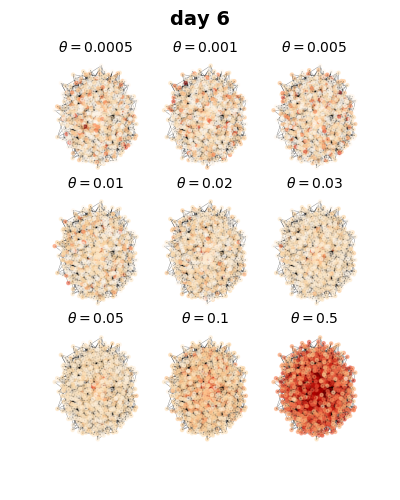 day 6
θ = 0.0005
θ = 0.001
θ = 0.005
θ = 0.01
θ = 0.02
θ = 0.03
θ = 0.05
θ = 0.1
θ = 0.5